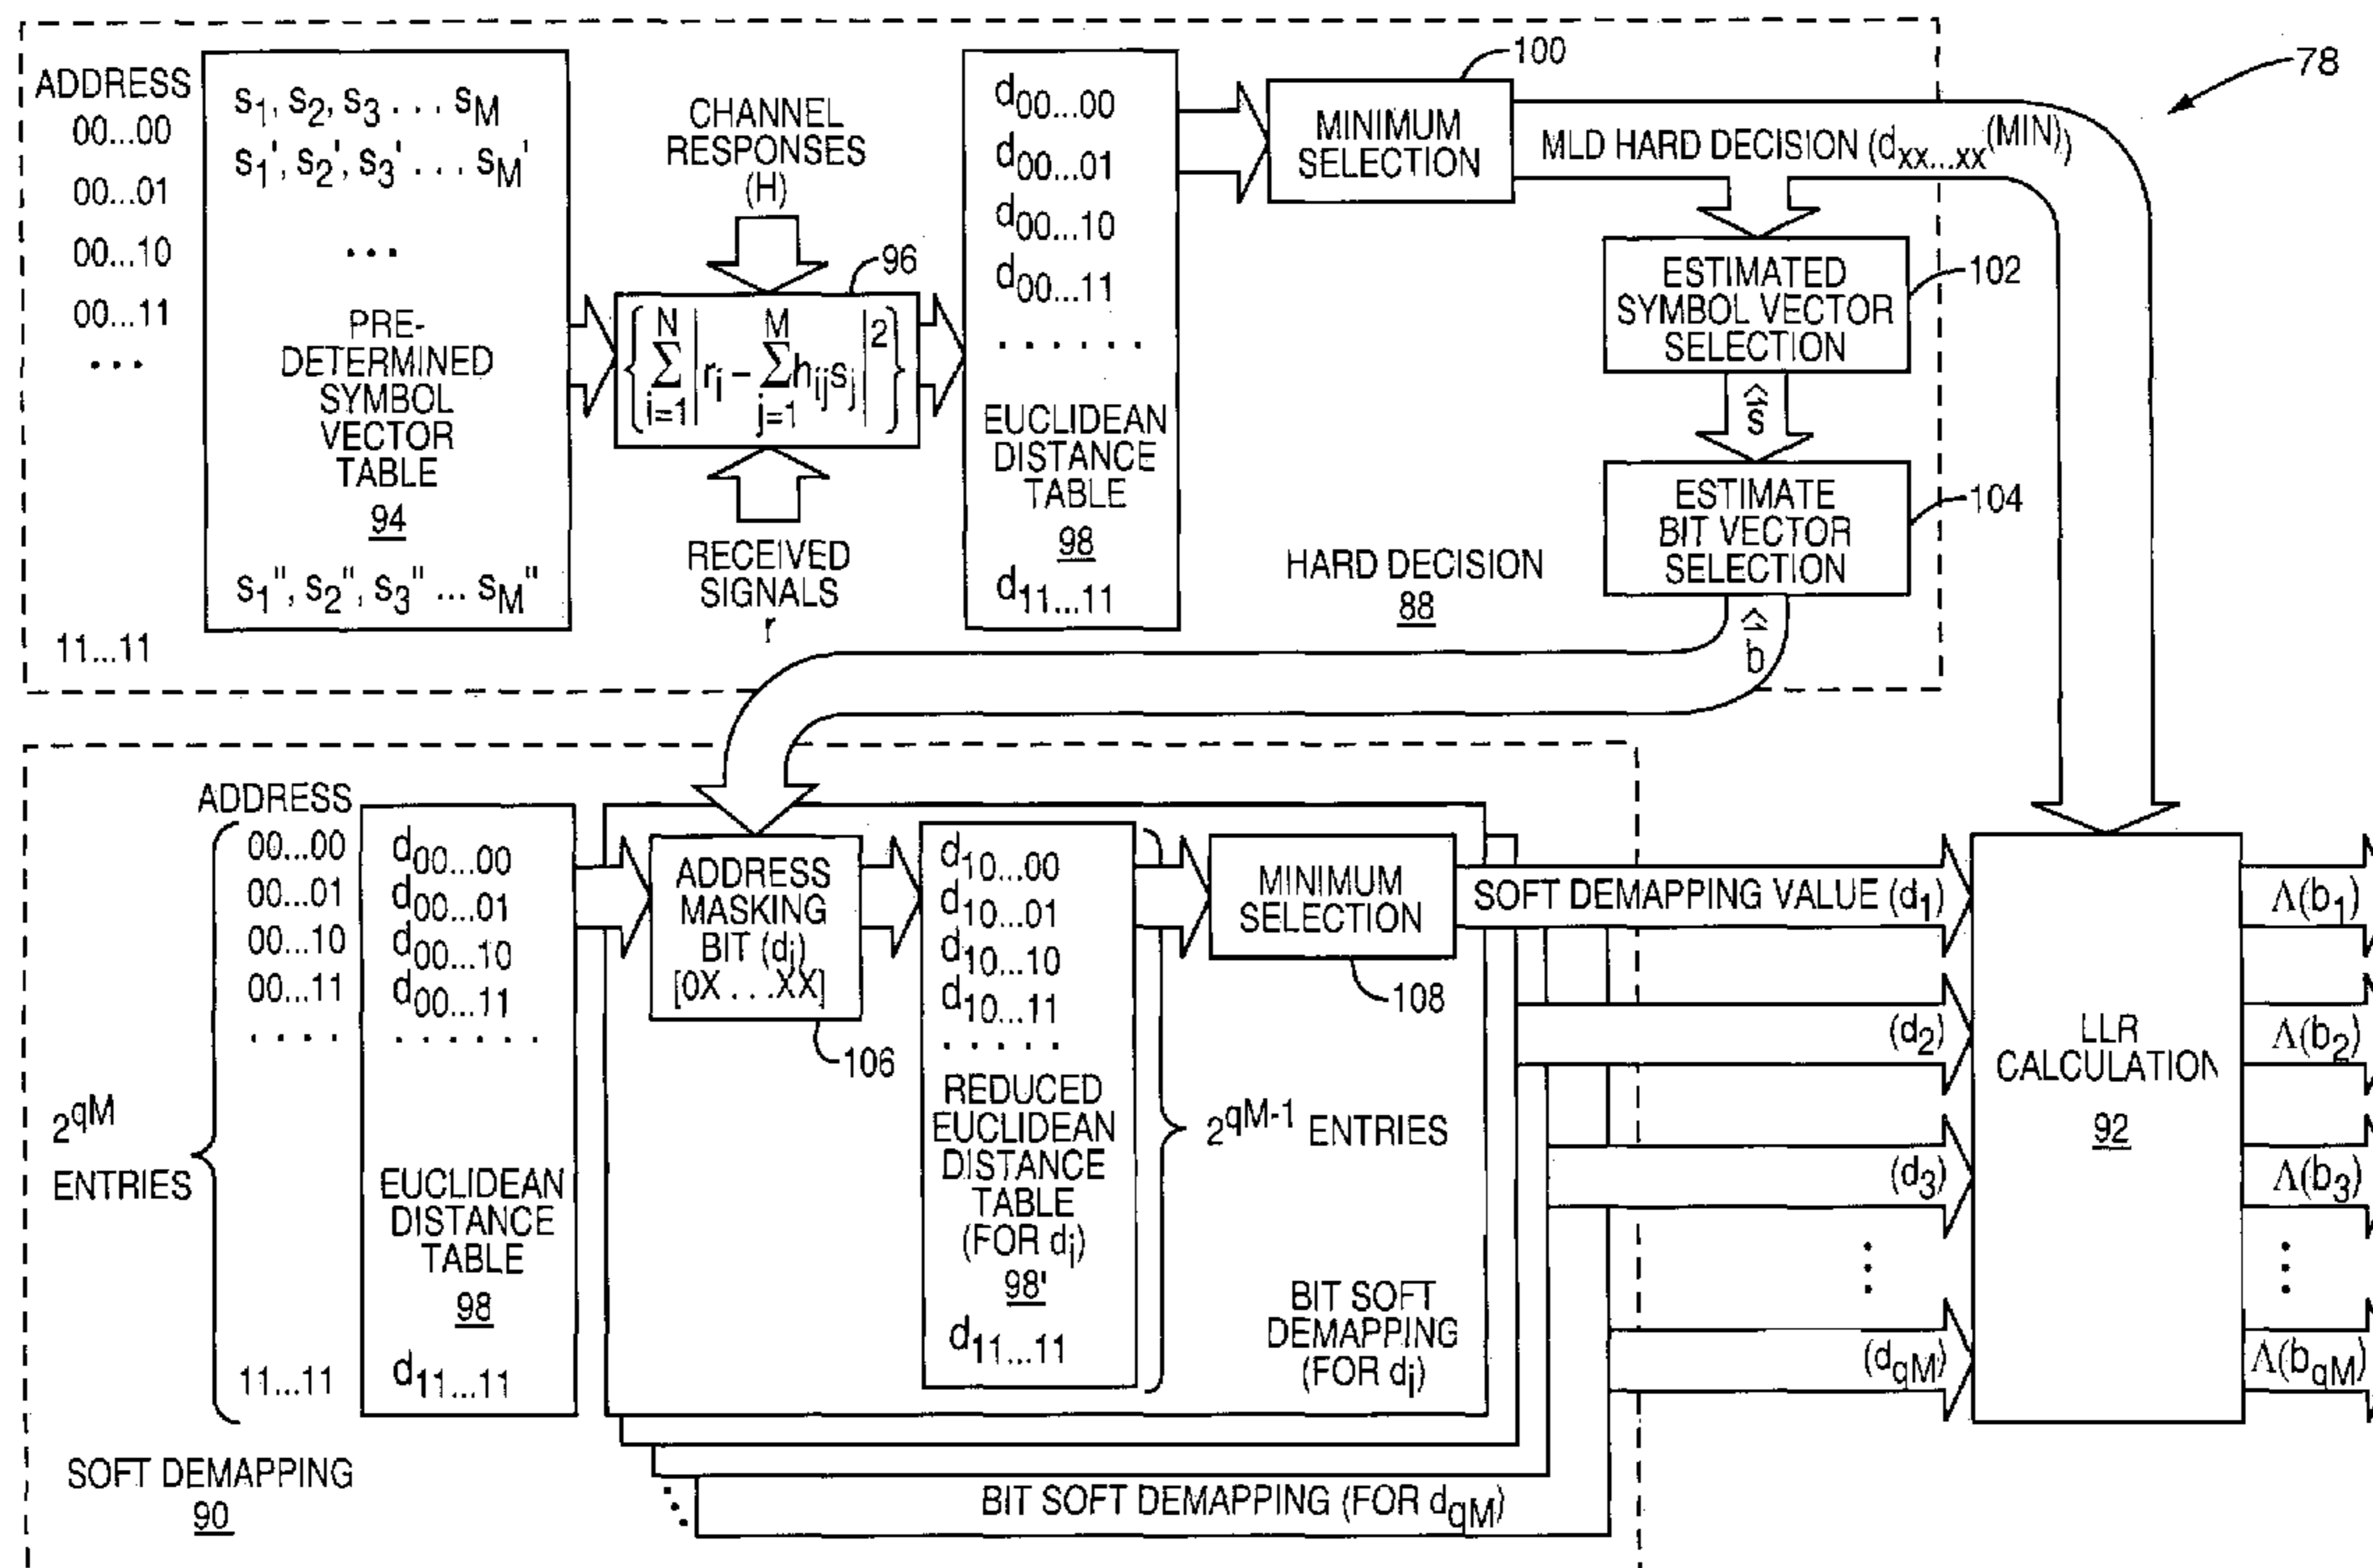 78
ADDRESS
00...00
00...01
00...10
00...11
...
11...11
s1, s2, s3 ... sM
s1', s2', s3' ... sM'
...
PRE-
DETERMINED
SYMBOL
VECTOR
TABLE
94
s1'', s2'', s3'' ... sM''
CHANNEL
RESPONSES
(H)
96
{ Σ i=1 N | ri – Σ j=1 M hijsj |2 }
RECEIVED
SIGNALS
r
d00...00
d00...01
d00...10
d00...11
......
EUCLIDEAN
DISTANCE
TABLE
98
d11...11
100
MINIMUM
SELECTION
MLD HARD DECISION (dxx...xx(MIN))
ESTIMATED
SYMBOL VECTOR
SELECTION
102
ŝ
ESTIMATE
BIT VECTOR
SELECTION
104
b̂
HARD DECISION
88
ADDRESS
00...00
00...01
00...10
00...11
....
11...11
2qM
ENTRIES
d00...00
d00...01
d00...10
d00...11
......
EUCLIDEAN
DISTANCE
TABLE
98
d11...11
ADDRESS
MASKING
BIT (di)
[0X...XX]
106
d10...00
d10...01
d10...10
d10...11
.....
REDUCED
EUCLIDEAN
DISTANCE
TABLE
(FOR di)
98'
d11...11
2qM-1 ENTRIES
MINIMUM
SELECTION
108
BIT SOFT
DEMAPPING
(FOR di)
BIT SOFT DEMAPPING (FOR dqM)
SOFT DEMAPPING
90
SOFT DEMAPPING VALUE (d1)
(d2)
(d3)
⋮
(dqM)
LLR
CALCULATION
92
Λ(b1)
Λ(b2)
Λ(b3)
⋮
Λ(bqM)